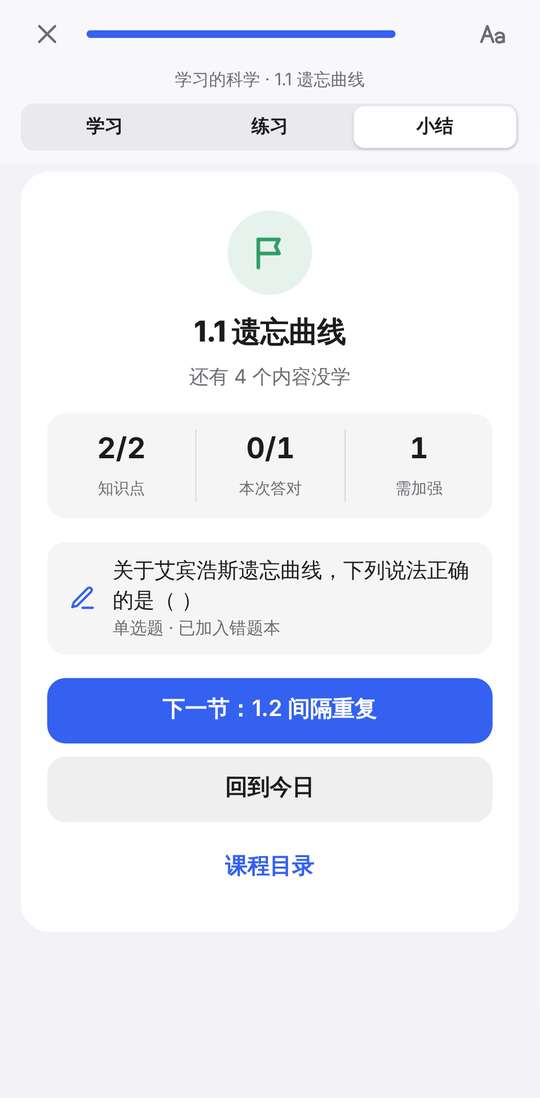 Aa
学习的科学 · 1.1 遗忘曲线
学习
练习
小结
1.1 遗忘曲线
还有 4 个内容没学
2/2
知识点
0/1
本次答对
1
需加强
关于艾宾浩斯遗忘曲线，下列说法正确
的是（ ）
单选题 · 已加入错题本
下一节：1.2 间隔重复
回到今日
课程目录